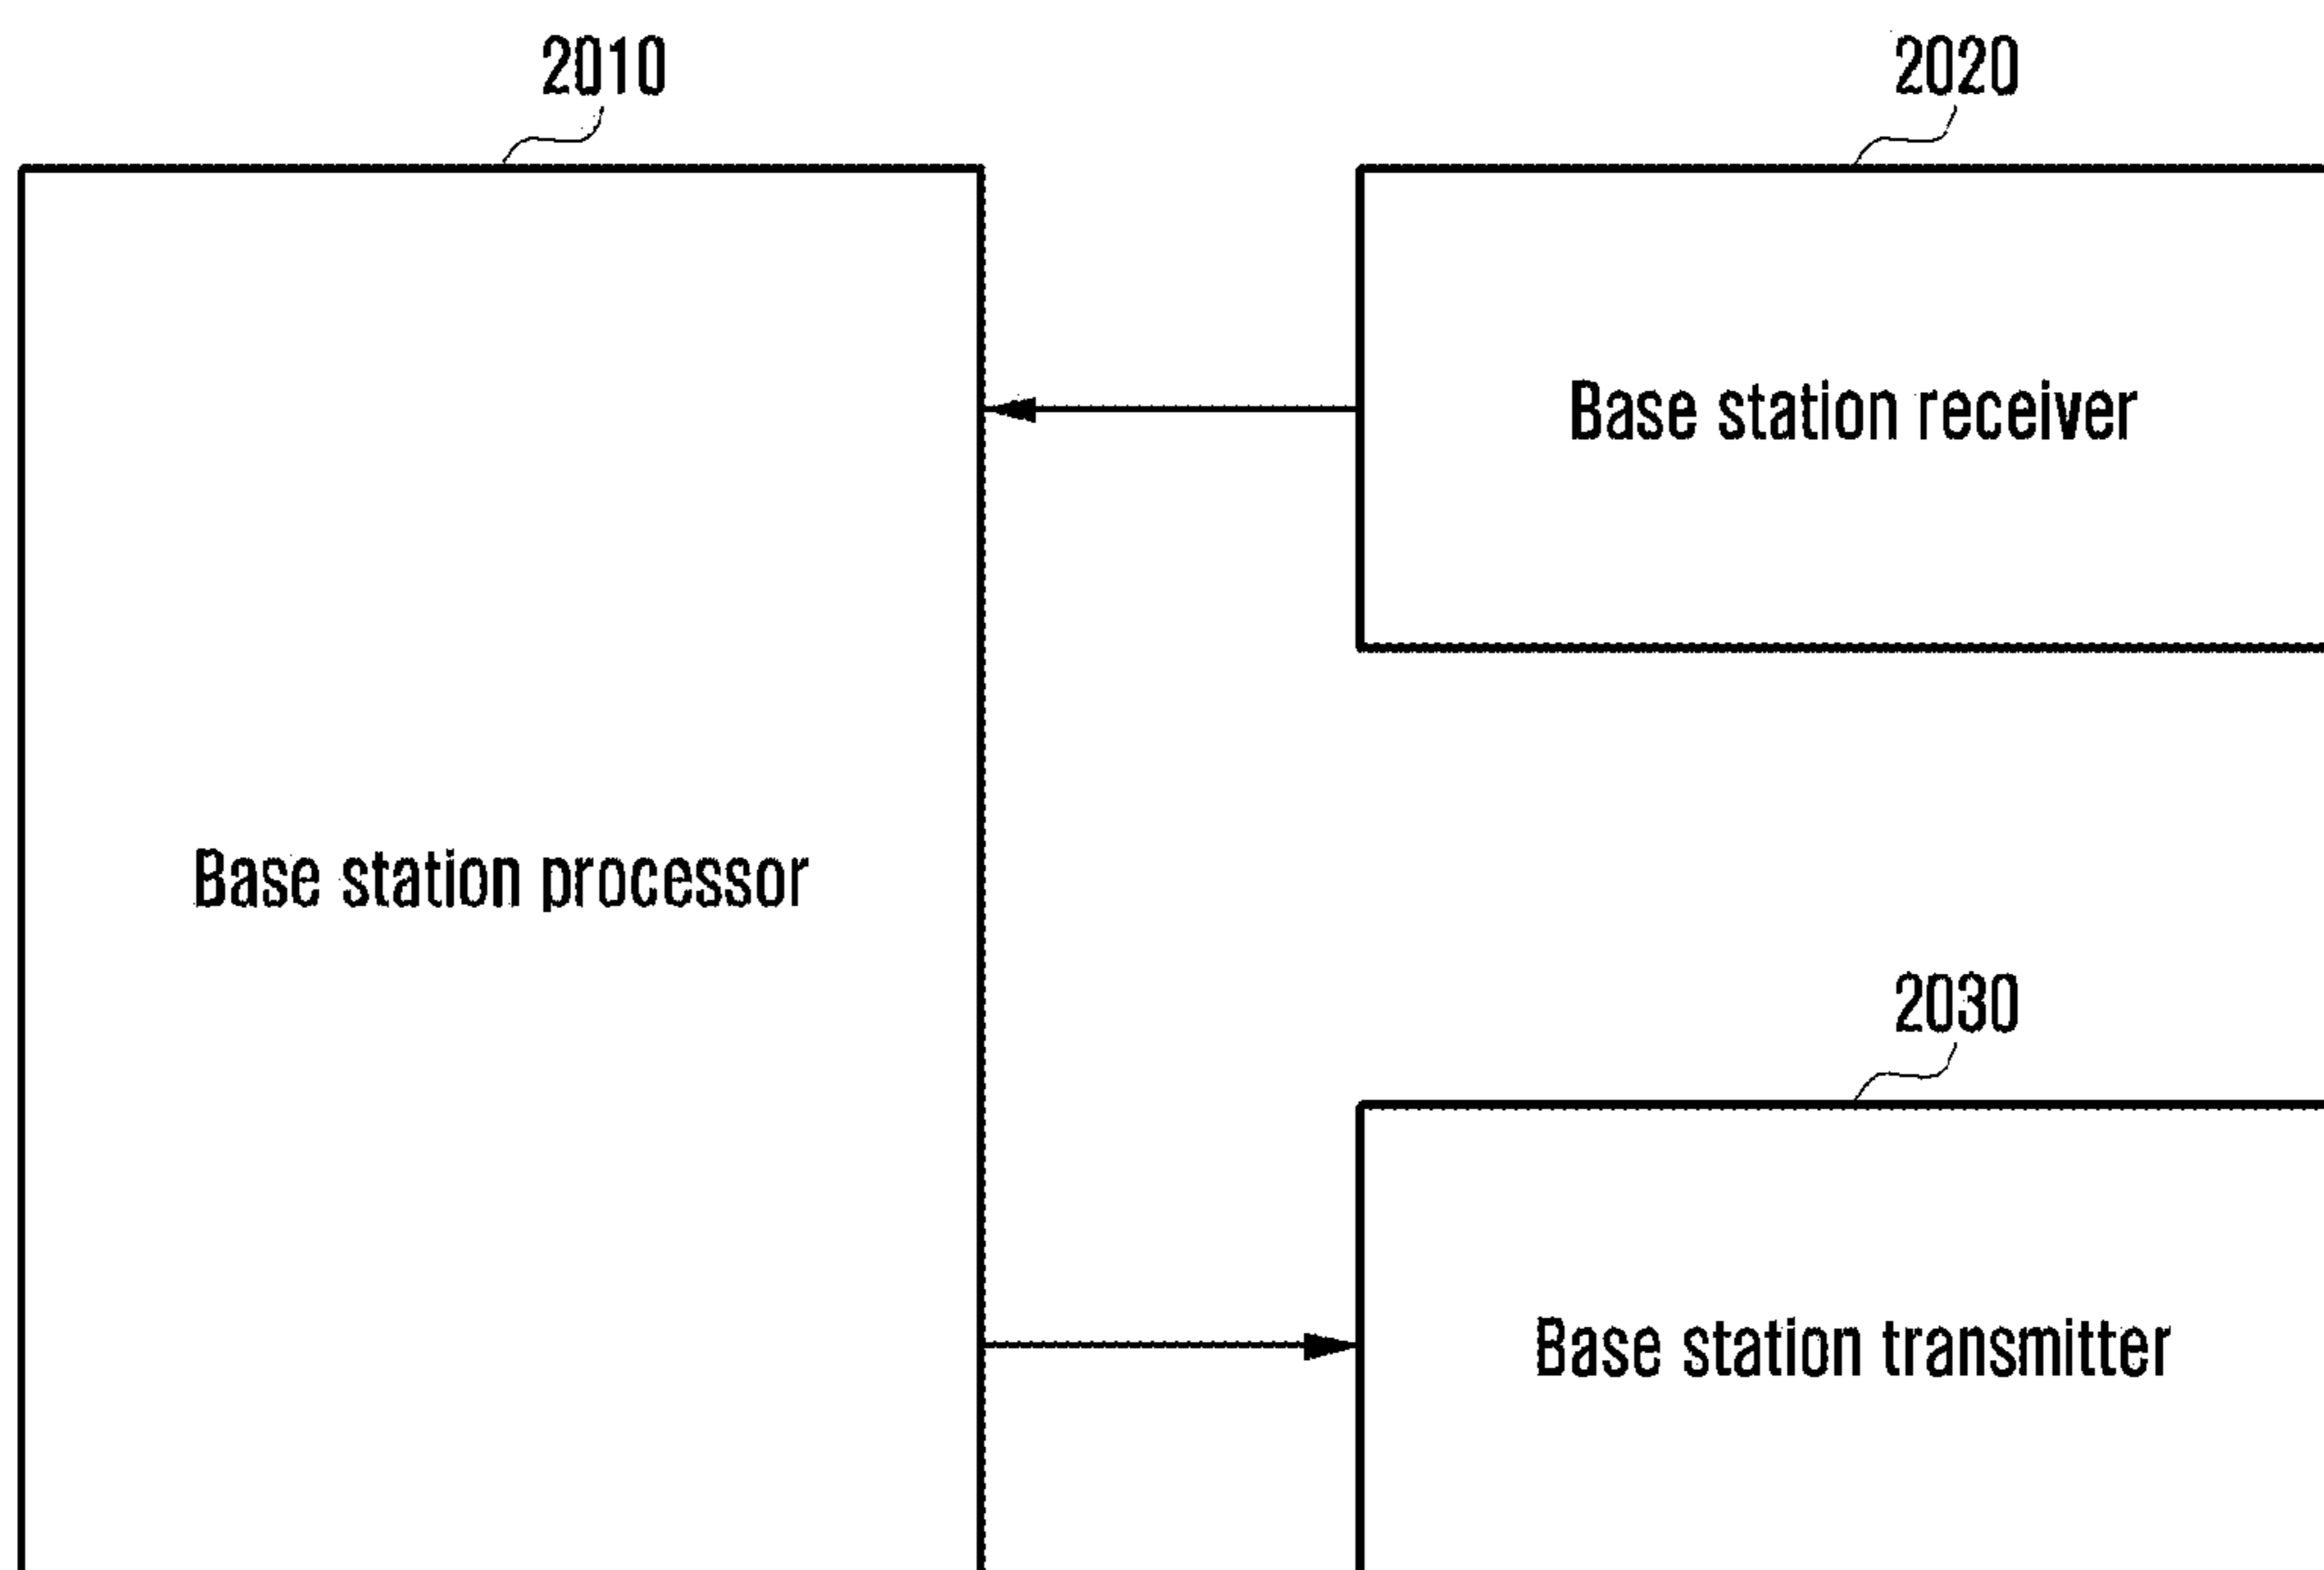 2010
2020
Base station receiver
Base station processor
2030
Base station transmitter